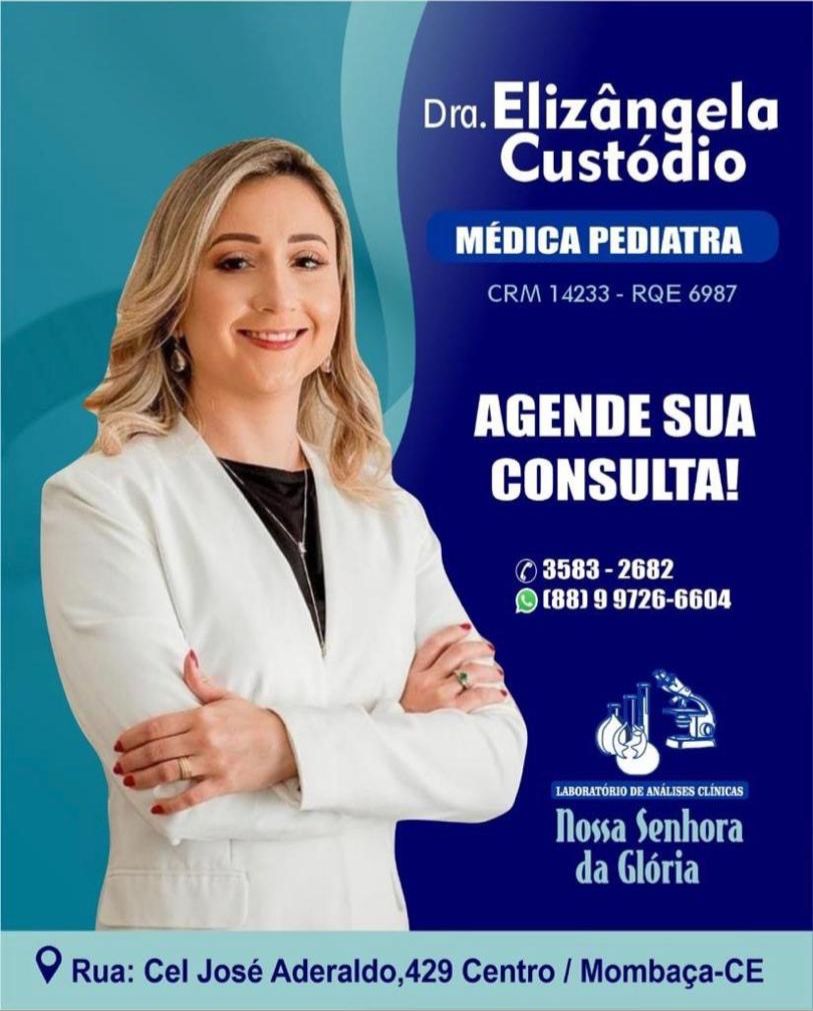 Dra. Elizângela
Custódio
MÉDICA PEDIATRA
CRM 14233 - RQE 6987
AGENDE SUA
CONSULTA!
3583 - 2682
(88) 9 9726-6604
LABORATÓRIO DE ANÁLISES CLÍNICAS
Nossa Senhora
da Glória
Rua: Cel José Aderaldo,429 Centro / Mombaça-CE